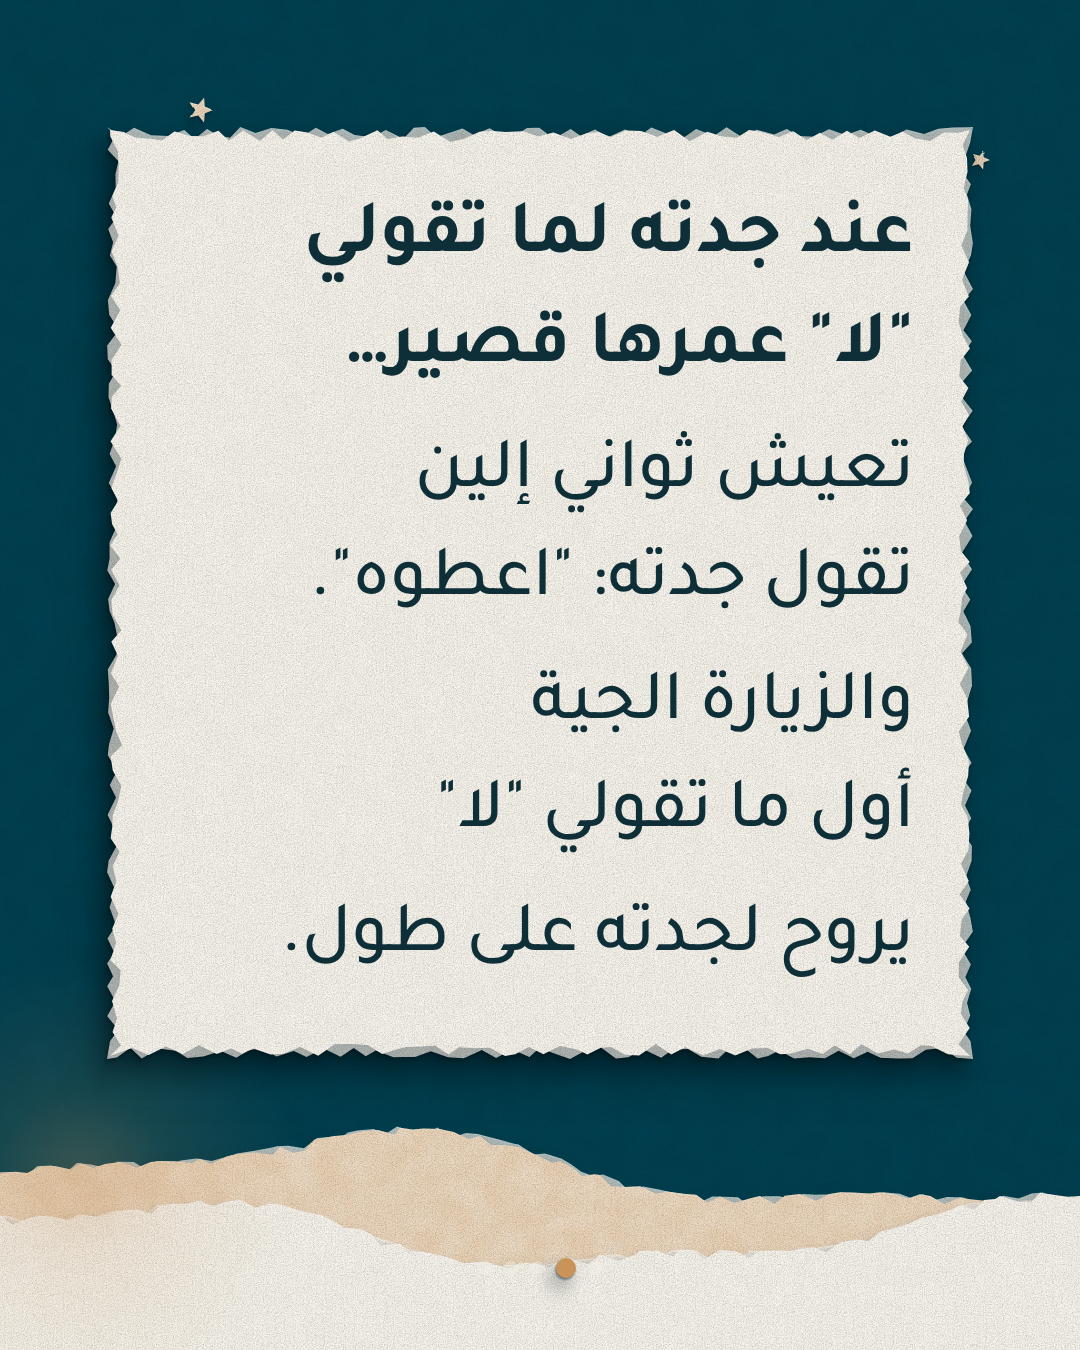 عند جدته لما تقولي
"لا" عمرها قصير...
تعيش ثواني إلين
تقول جدته: "اعطوه".
والزيارة الجية
أول ما تقولي "لا"
يروح لجدته على طول.